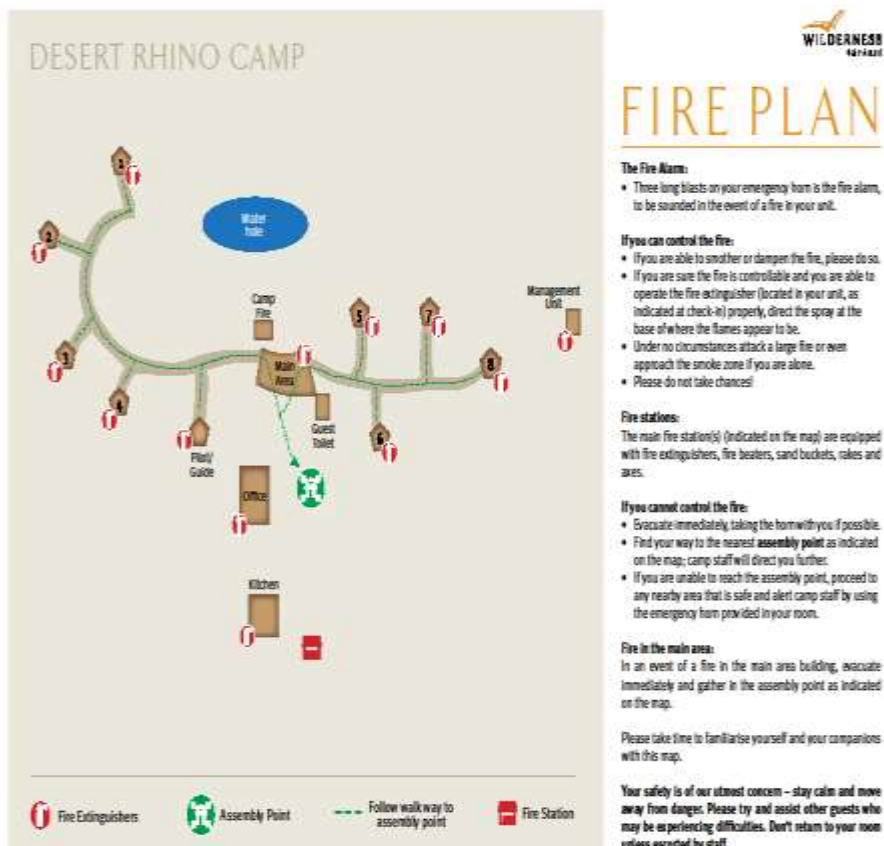 DESERT RHINO CAMP
1
2
3
4
Water
hole
Camp
Fire
Main
Area
5
7
8
6
Management
Unit
Guest
Toilet
Pilot/
Guide
Office
Kitchen
Fire Extinguishers
Assembly Point
Follow walk way to
assembly point
Fire Station
WILDERNESS
FIRE PLAN
The Fire Alarm:
• Three long blasts on your emergency horn is the fire alarm,
to be sounded in the event of a fire in your unit.
If you can control the fire:
• If you are able to smother or dampen the fire, please do so.
• If you are sure the fire is controllable and you are able to
operate the fire extinguisher (located in your unit, as
indicated at check-in) properly, direct the spray at the
base of where the flames appear to be.
• Under no circumstances attack a large fire or even
approach the smoke zone if you are alone.
• Please do not take chances!
Fire stations:
The main fire station(s) (indicated on the map) are equipped
with fire extinguishers, fire beaters, sand buckets, rakes and
axes.
If you cannot control the fire:
• Evacuate immediately, taking the horn with you if possible.
• Find your way to the nearest assembly point as indicated
on the map; camp staff will direct you further.
• If you are unable to reach the assembly point, proceed to
any nearby area that is safe and alert camp staff by using
the emergency horn provided in your room.
Fire in the main area:
In an event of a fire in the main area building, evacuate
immediately and gather in the assembly point as indicated
on the map.
Please take time to familiarise yourself and your companions
with this map.
Your safety is of our utmost concern – stay calm and move
away from danger. Please try and assist other guests who
may be experiencing difficulties. Don't return to your room
unless escorted by staff.